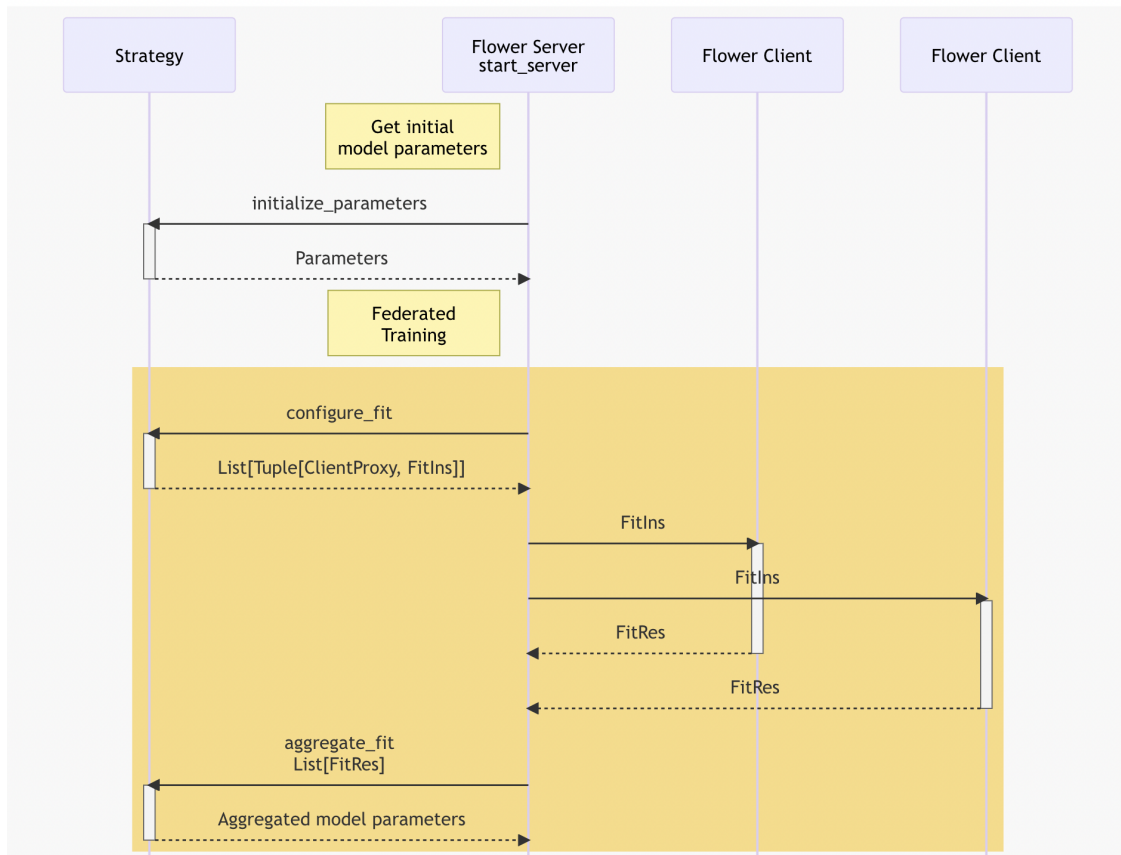 Strategy
Flower Server
start_server
Flower Client
Flower Client
Get initial
model parameters
initialize_parameters
Parameters
Federated
Training
configure_fit
List[Tuple[ClientProxy, FitIns]]
FitIns
FitIns
FitRes
FitRes
aggregate_fit
List[FitRes]
Aggregated model parameters